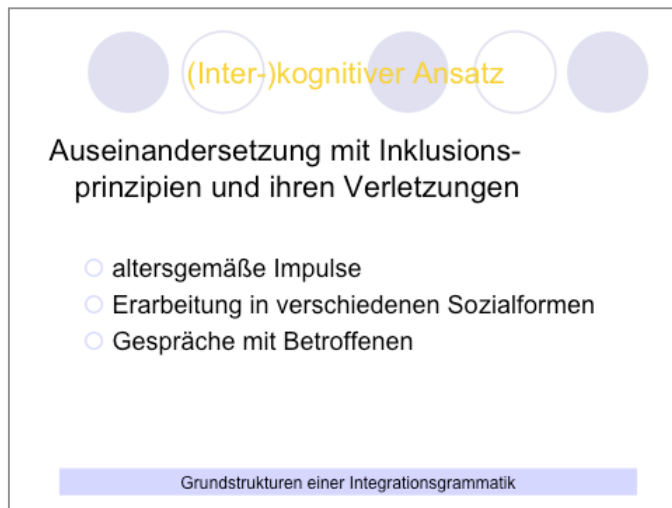 (Inter-)kognitiver Ansatz
Auseinandersetzung mit Inklusions-
prinzipien und ihren Verletzungen
altersgemäße Impulse
Erarbeitung in verschiedenen Sozialformen
Gespräche mit Betroffenen
Grundstrukturen einer Integrationsgrammatik